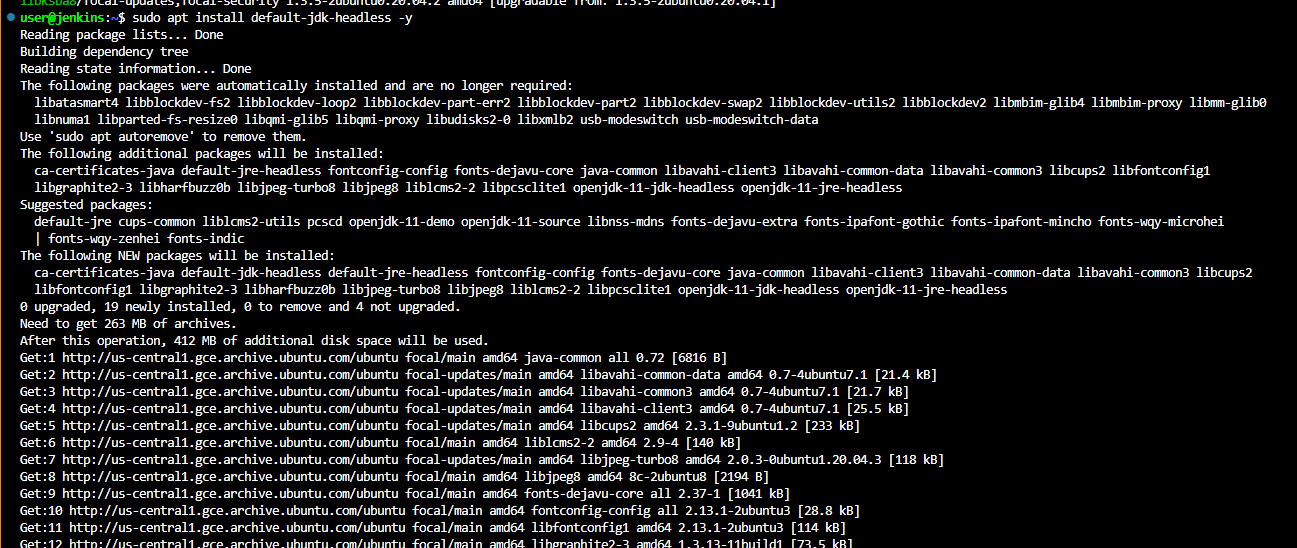 libksba8/focal-updates,focal-security 1.3.5-2ubuntu0.20.04.2 amd64 [upgradable from: 1.3.5-2ubuntu0.20.04.1]
user@jenkins:~$ sudo apt install default-jdk-headless -y
Reading package lists... Done
Building dependency tree
Reading state information... Done
The following packages were automatically installed and are no longer required:
libatasmart4 libblockdev-fs2 libblockdev-loop2 libblockdev-part-err2 libblockdev-part2 libblockdev-swap2 libblockdev-utils2 libblockdev2 libmbim-glib4 libmbim-proxy libmm-glib0
libnuma1 libparted-fs-resize0 libqmi-glib5 libqmi-proxy libudisks2-0 libxmlb2 usb-modeswitch usb-modeswitch-data
Use 'sudo apt autoremove' to remove them.
The following additional packages will be installed:
ca-certificates-java default-jre-headless fontconfig-config fonts-dejavu-core java-common libavahi-client3 libavahi-common-data libavahi-common3 libcups2 libfontconfig1
libgraphite2-3 libharfbuzz0b libjpeg-turbo8 libjpeg8 liblcms2-2 libpcsclite1 openjdk-11-jdk-headless openjdk-11-jre-headless
Suggested packages:
default-jre cups-common liblcms2-utils pcscd openjdk-11-demo openjdk-11-source libnss-mdns fonts-dejavu-extra fonts-ipafont-gothic fonts-ipafont-mincho fonts-wqy-microhei
| fonts-wqy-zenhei fonts-indic
The following NEW packages will be installed:
ca-certificates-java default-jdk-headless default-jre-headless fontconfig-config fonts-dejavu-core java-common libavahi-client3 libavahi-common-data libavahi-common3 libcups2
libfontconfig1 libgraphite2-3 libharfbuzz0b libjpeg-turbo8 libjpeg8 liblcms2-2 libpcsclite1 openjdk-11-jdk-headless openjdk-11-jre-headless
0 upgraded, 19 newly installed, 0 to remove and 4 not upgraded.
Need to get 263 MB of archives.
After this operation, 412 MB of additional disk space will be used.
Get:1 http://us-central1.gce.archive.ubuntu.com/ubuntu focal/main amd64 java-common all 0.72 [6816 B]
Get:2 http://us-central1.gce.archive.ubuntu.com/ubuntu focal-updates/main amd64 libavahi-common-data amd64 0.7-4ubuntu7.1 [21.4 kB]
Get:3 http://us-central1.gce.archive.ubuntu.com/ubuntu focal-updates/main amd64 libavahi-common3 amd64 0.7-4ubuntu7.1 [21.7 kB]
Get:4 http://us-central1.gce.archive.ubuntu.com/ubuntu focal-updates/main amd64 libavahi-client3 amd64 0.7-4ubuntu7.1 [25.5 kB]
Get:5 http://us-central1.gce.archive.ubuntu.com/ubuntu focal-updates/main amd64 libcups2 amd64 2.3.1-9ubuntu1.2 [233 kB]
Get:6 http://us-central1.gce.archive.ubuntu.com/ubuntu focal/main amd64 liblcms2-2 amd64 2.9-4 [140 kB]
Get:7 http://us-central1.gce.archive.ubuntu.com/ubuntu focal-updates/main amd64 libjpeg-turbo8 amd64 2.0.3-0ubuntu1.20.04.3 [118 kB]
Get:8 http://us-central1.gce.archive.ubuntu.com/ubuntu focal/main amd64 libjpeg8 amd64 8c-2ubuntu8 [2194 B]
Get:9 http://us-central1.gce.archive.ubuntu.com/ubuntu focal/main amd64 fonts-dejavu-core all 2.37-1 [1041 kB]
Get:10 http://us-central1.gce.archive.ubuntu.com/ubuntu focal/main amd64 fontconfig-config all 2.13.1-2ubuntu3 [28.8 kB]
Get:11 http://us-central1.gce.archive.ubuntu.com/ubuntu focal/main amd64 libfontconfig1 amd64 2.13.1-2ubuntu3 [114 kB]
Get:12 http://us-central1.gce.archive.ubuntu.com/ubuntu focal/main amd64 libgraphite2-3 amd64 1.3.13-11build1 [73.5 kB]